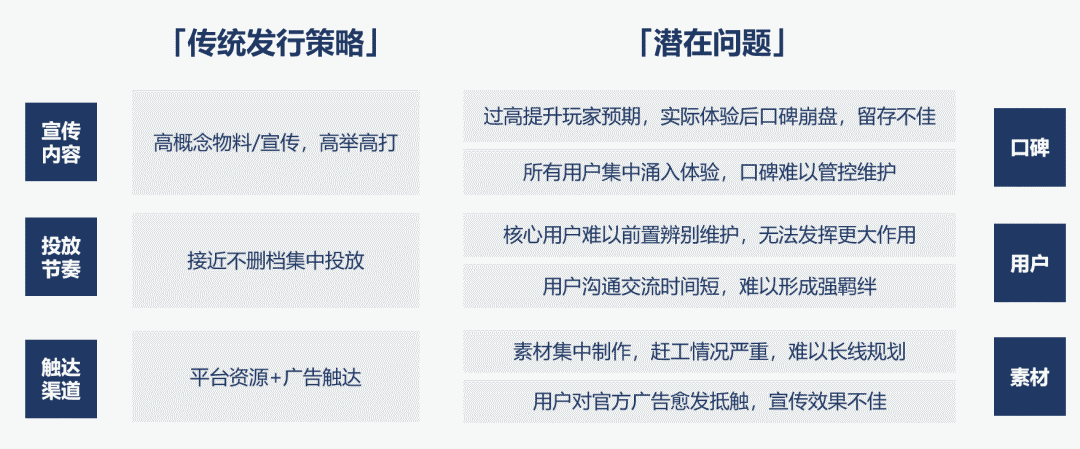 「传统发行策略」
「潜在问题」
宣传
内容
高概念物料/宣传，高举高打
过高提升玩家预期，实际体验后口碑崩盘，留存不佳
所有用户集中涌入体验，口碑难以管控维护
口碑
投放
节奏
接近不删档集中投放
核心用户难以前置辨别维护，无法发挥更大作用
用户沟通交流时间短，难以形成强羁绊
用户
触达
渠道
平台资源+广告触达
素材集中制作，赶工情况严重，难以长线规划
用户对官方广告愈发抵触，宣传效果不佳
素材